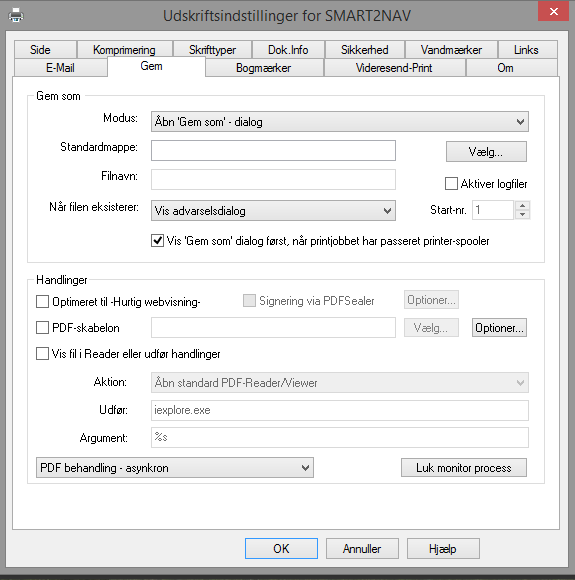 Udskriftsindstillinger for SMART2NAV
Side Komprimering Skrifttyper Dok.Info Sikkerhed Vandmærker Links
E-Mail Gem Bogmærker Videresend-Print Om
Gem som
Modus: Åbn 'Gem som' - dialog
Standardmappe: Vælg...
Filnavn: Aktiver logfiler
Når filen eksisterer: Vis advarselsdialog Start-nr. 1
Vis 'Gem som' dialog først, når printjobbet har passeret printer-spooler
Handlinger
Optimeret til -Hurtig webvisning- Signering via PDFSealer Optioner...
PDF-skabelon Vælg... Optioner...
Vis fil i Reader eller udfør handlinger
Aktion: Åbn standard PDF-Reader/Viewer
Udfør: iexplore.exe
Argument: %s
PDF behandling - asynkron Luk monitor process
OK Annuller Hjælp